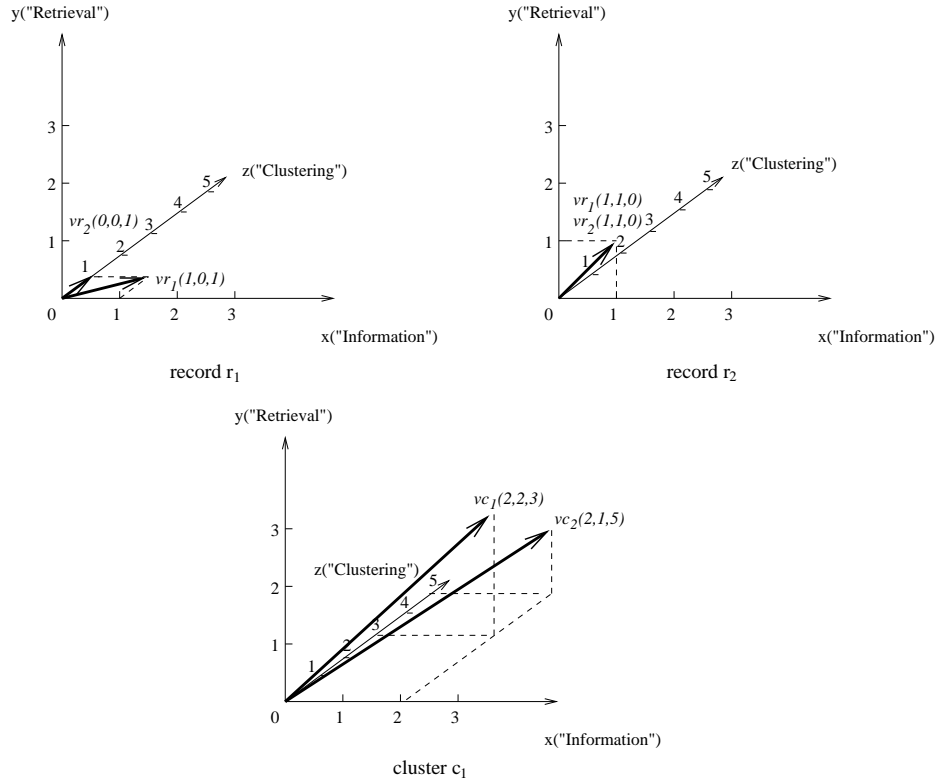 y("Retrieval")
3
2
1
0
1
2
3
1
2
3
4
5
z("Clustering")
vr2(0,0,1)
vr1(1,0,1)
x("Information")
record r1
y("Retrieval")
3
2
1
0
1
2
3
1
2
3
4
5
z("Clustering")
vr1(1,1,0)
vr2(1,1,0)
x("Information")
record r2
y("Retrieval")
3
2
1
0
1
2
3
1
2
3
4
5
z("Clustering")
vc1(2,2,3)
vc2(2,1,5)
x("Information")
cluster c1